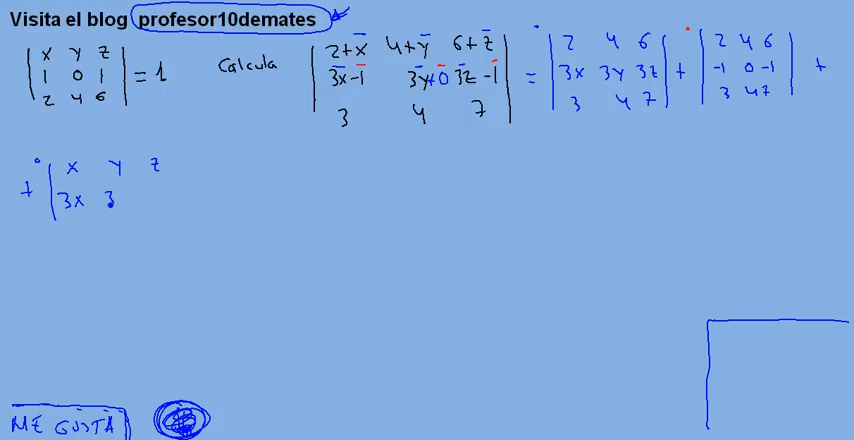 Visita el blog profesor10demates
| x y z | Calcula | 2+x 4+y 6+z | | 2 4 6 | | 2 4 6 |
| 1 0 1 | = 1 | 3x-1 3y+0 3z-1 | = | 3x 3y 3z | + | -1 0 -1 | +
| 2 4 6 | | 3 4 7 | | 3 4 7 | | 3 4 7 |
+ | x y z
| 3x 3
ME GUSTA